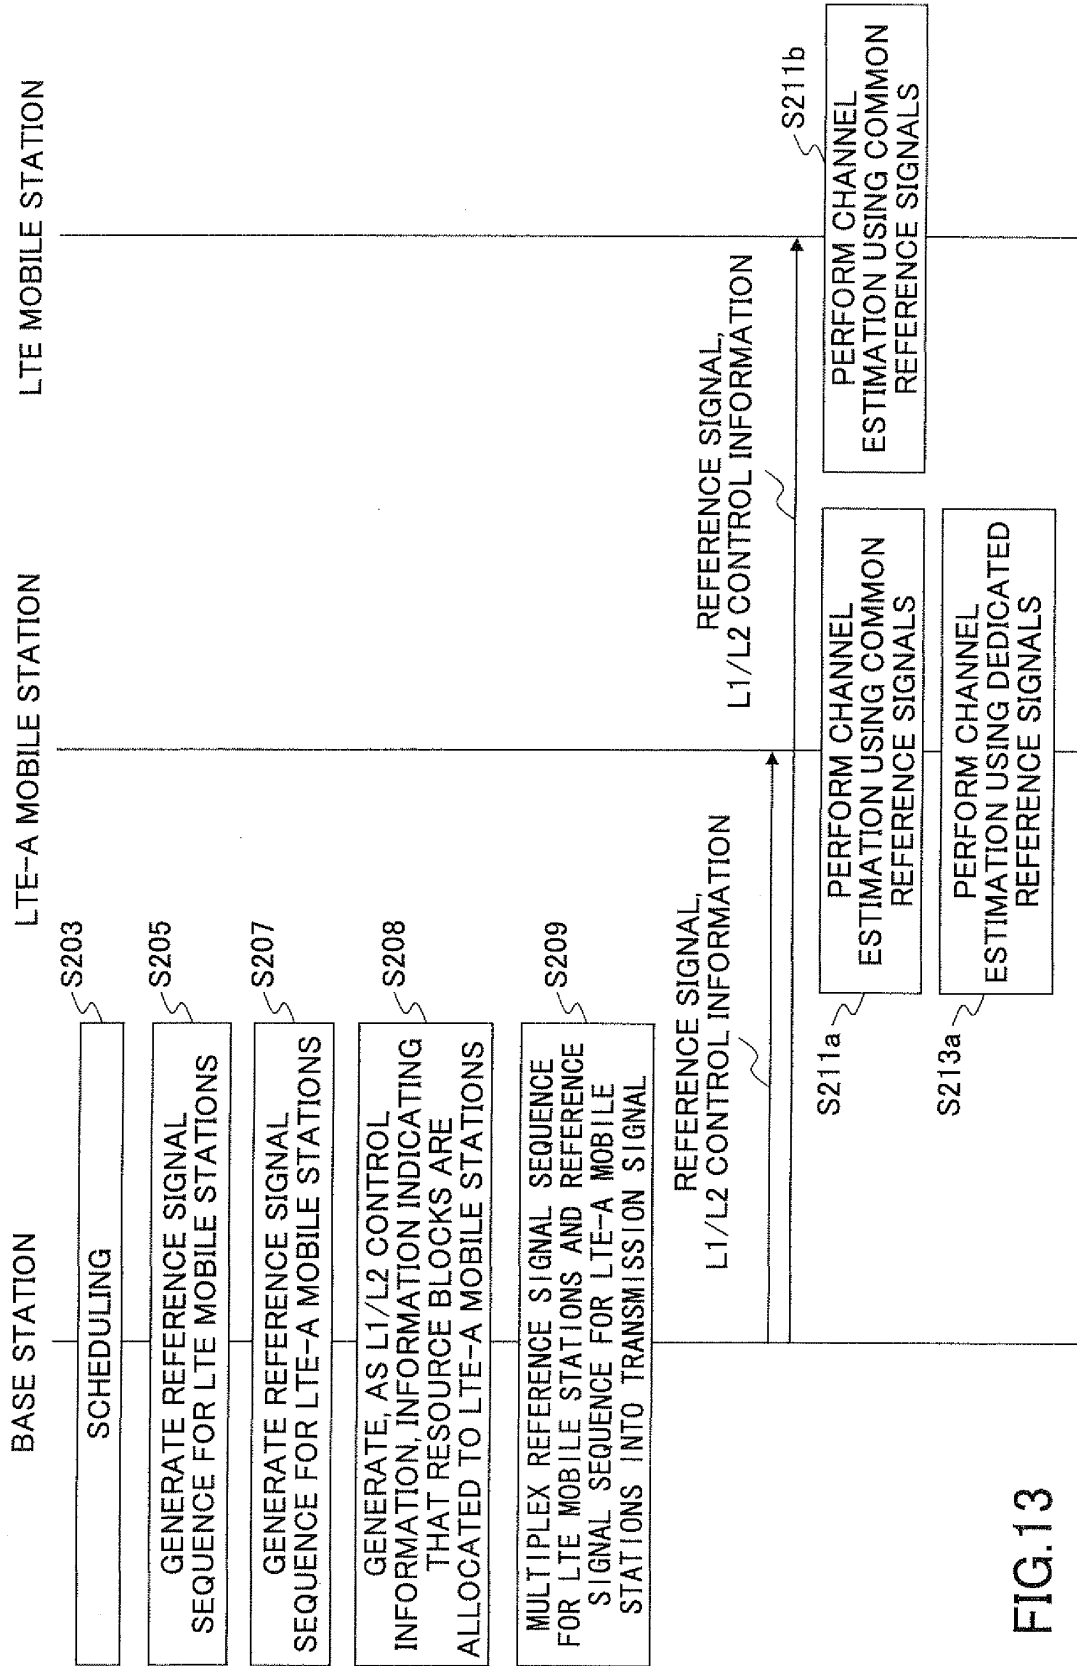 BASE STATION
LTE-A MOBILE STATION
LTE MOBILE STATION
SCHEDULING
S203
GENERATE REFERENCE SIGNAL
SEQUENCE FOR LTE MOBILE STATIONS
S205
GENERATE REFERENCE SIGNAL
SEQUENCE FOR LTE-A MOBILE STATIONS
S207
GENERATE, AS L1/L2 CONTROL
INFORMATION, INFORMATION INDICATING
THAT RESOURCE BLOCKS ARE
ALLOCATED TO LTE-A MOBILE STATIONS
S208
MULTIPLEX REFERENCE SIGNAL SEQUENCE
FOR LTE MOBILE STATIONS AND REFERENCE
SIGNAL SEQUENCE FOR LTE-A MOBILE
STATIONS INTO TRANSMISSION SIGNAL
S209
REFERENCE SIGNAL,
L1/L2 CONTROL INFORMATION
REFERENCE SIGNAL,
L1/L2 CONTROL INFORMATION
S211a
PERFORM CHANNEL
ESTIMATION USING COMMON
REFERENCE SIGNALS
S211b
PERFORM CHANNEL
ESTIMATION USING COMMON
REFERENCE SIGNALS
S213a
PERFORM CHANNEL
ESTIMATION USING DEDICATED
REFERENCE SIGNALS
FIG.13